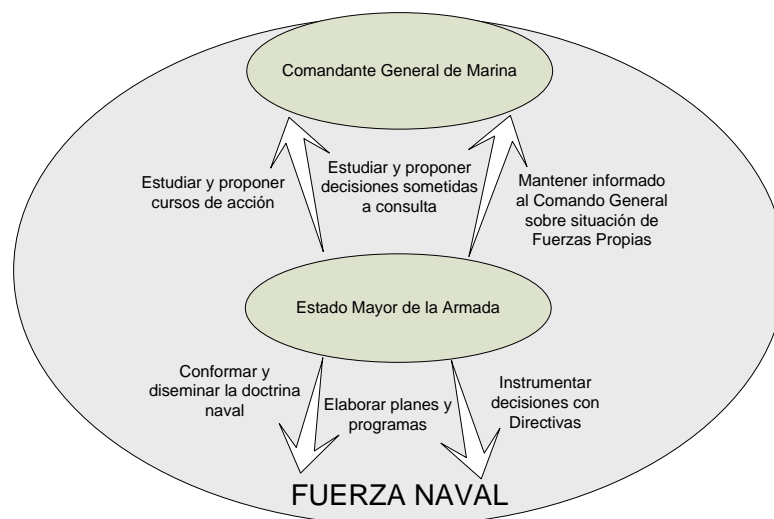 Comandante General de Marina
Estudiar y proponer
cursos de acción
Estudiar y proponer
decisiones sometidas
a consulta
Mantener informado
al Comando General
sobre situación de
Fuerzas Propias
Estado Mayor de la Armada
Conformar y
diseminar la doctrina
naval
Elaborar planes y
programas
Instrumentar
decisiones con
Directivas
FUERZA NAVAL